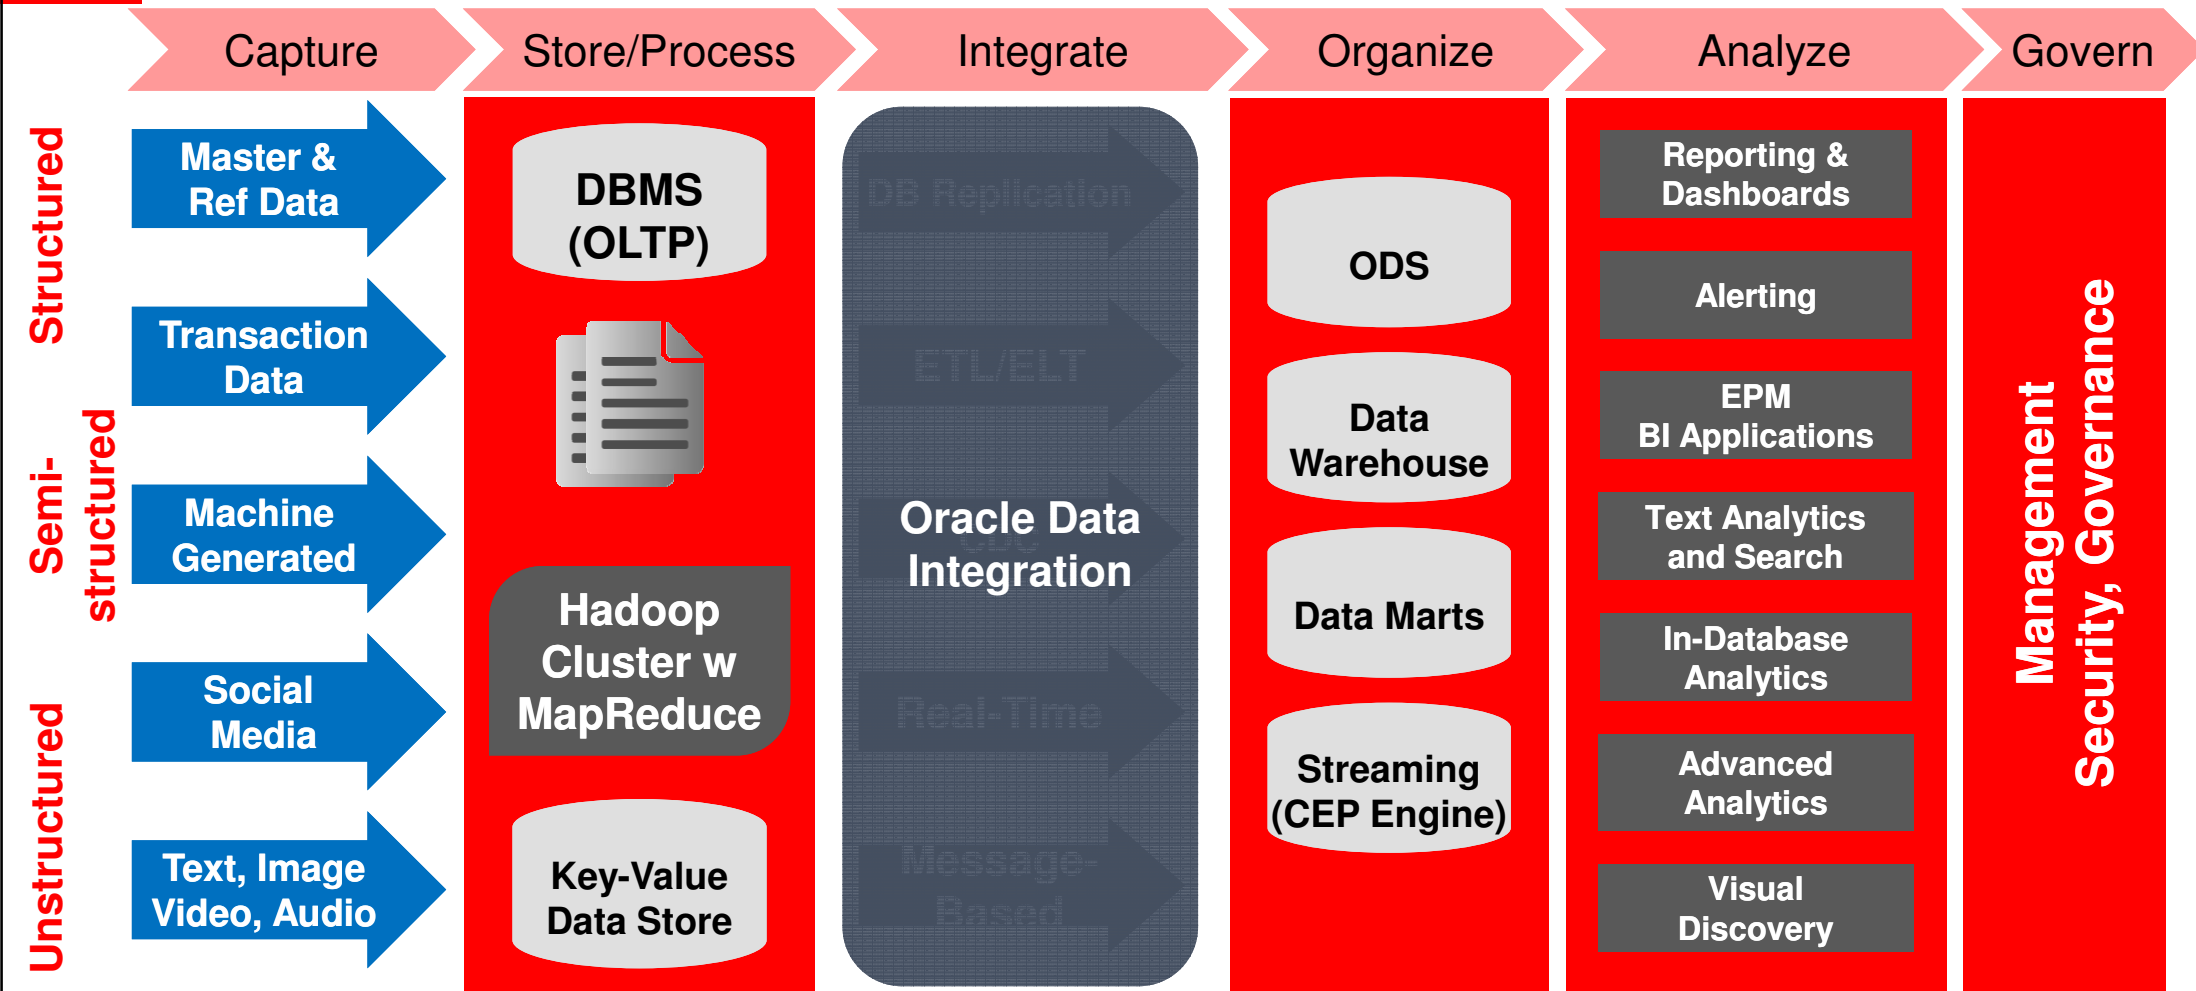 Capture
Store/Process
Integrate
Organize
Analyze
Govern
Structured
Semi-
structured
Unstructured
Master &
Ref Data
Transaction
Data
Machine
Generated
Social
Media
Text, Image
Video, Audio
DBMS
(OLTP)
Hadoop
Cluster w
MapReduce
Key-Value
Data Store
DB Replication
ETL/ELT
CDC
Oracle Data
Integration
Real-Time
Message-
Based
ODS
Data
Warehouse
Data Marts
Streaming
(CEP Engine)
Reporting &
Dashboards
Alerting
EPM
BI Applications
Text Analytics
and Search
In-Database
Analytics
Advanced
Analytics
Visual
Discovery
Management
Security, Governance